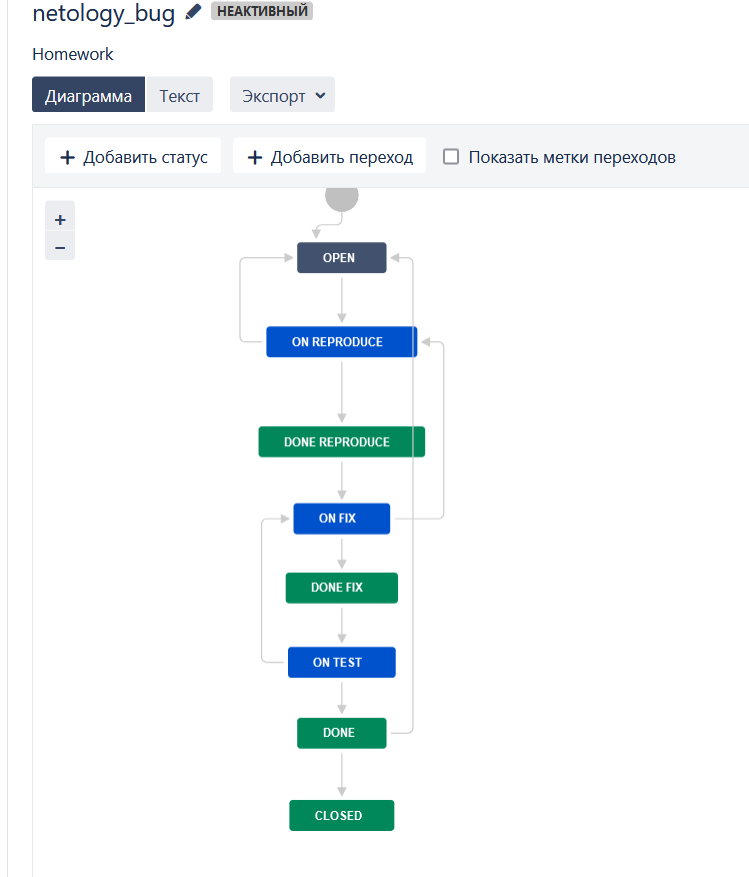 netology_bug НЕАКТИВНЫЙ
Homework
Диаграмма Текст Экспорт
+ Добавить статус + Добавить переход Показать метки переходов
+
−
OPEN
ON REPRODUCE
DONE REPRODUCE
ON FIX
DONE FIX
ON TEST
DONE
CLOSED